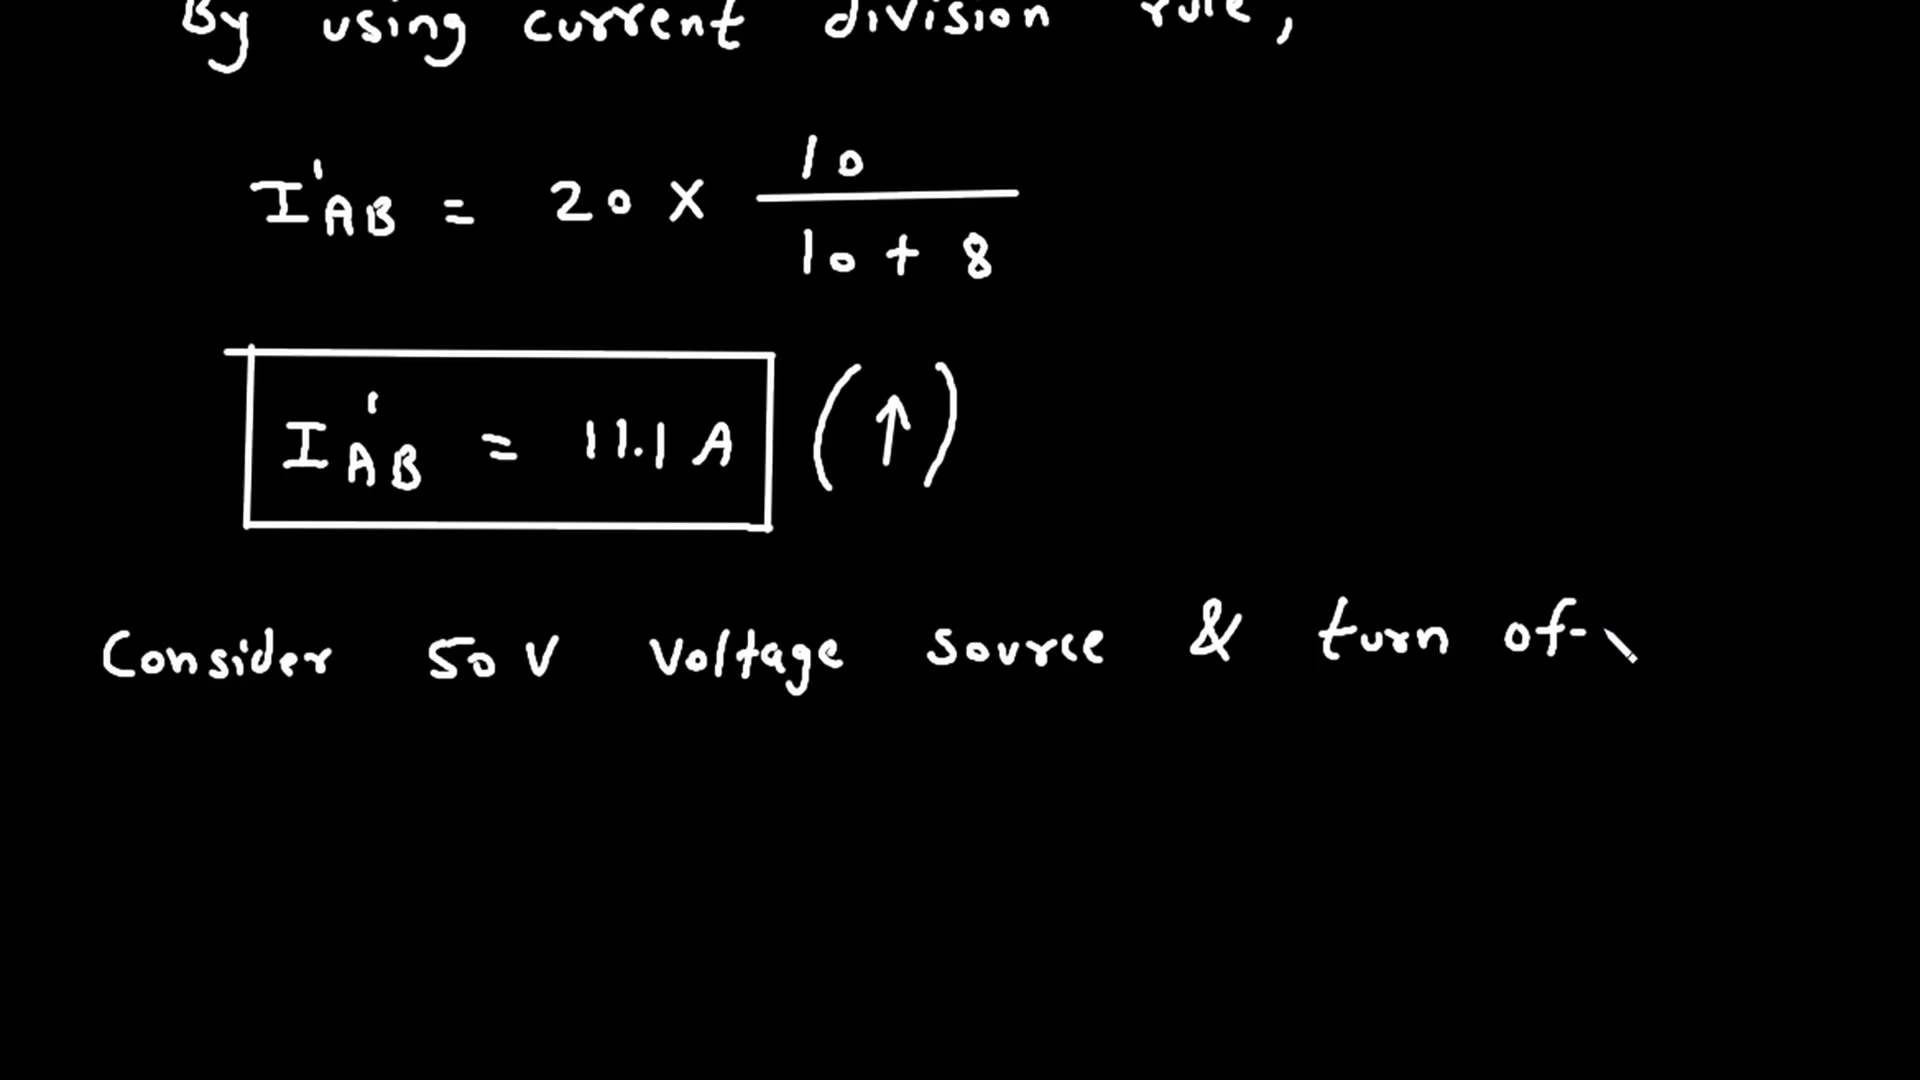 By using current division rule,
I'AB = 20 × 10 / 10 + 8
I'AB = 11.1 A (↑)
Consider 50 V Voltage source & turn of